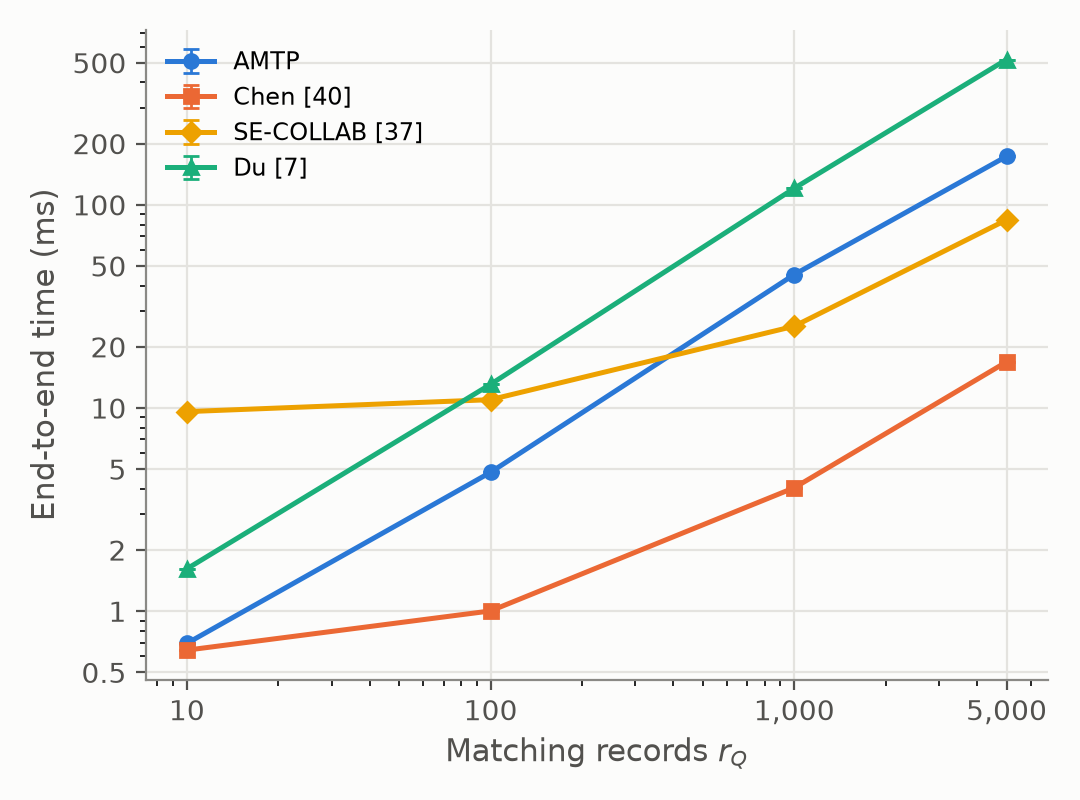 AMTP
Chen [40]
SE-COLLAB [37]
Du [7]
End-to-end time (ms)
500
200
100
50
20
10
5
2
1
0.5
10 100 1,000 5,000
Matching records r_Q